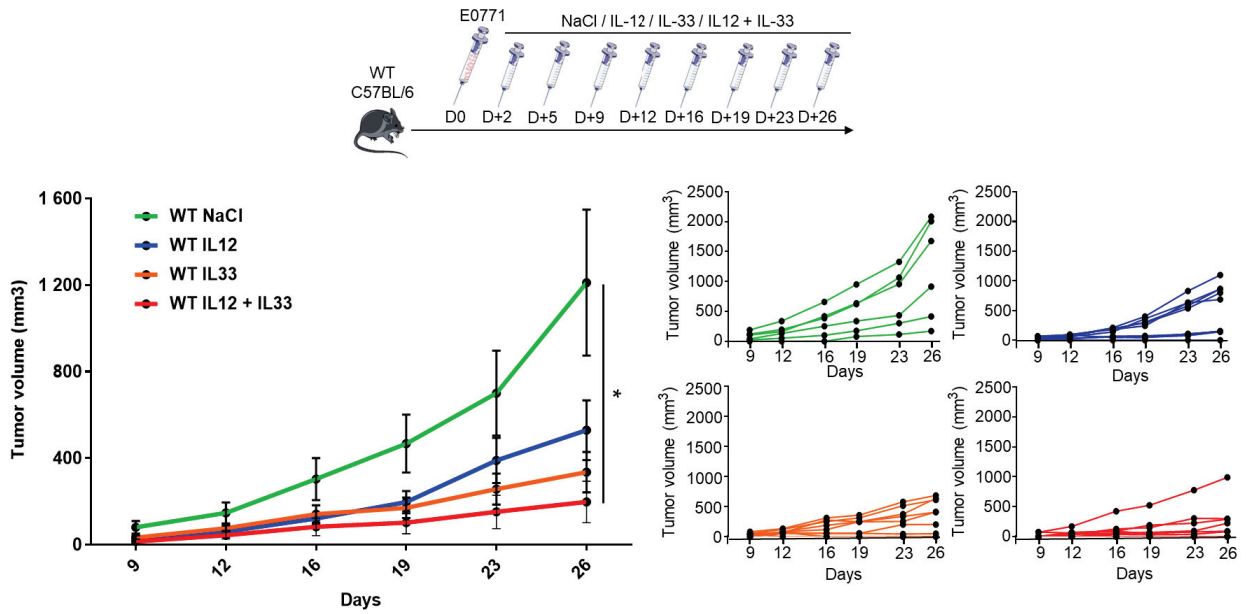 E0771
NaCl / IL-12 / IL-33 / IL12 + IL-33
WT
C57BL/6
D0 D+2 D+5 D+9 D+12 D+16 D+19 D+23 D+26
Tumor volume (mm3)
1 600
1 200
800
400
0
WT NaCl
WT IL12
WT IL33
WT IL12 + IL33
*
9 12 16 19 23 26
Days
Tumor volume (mm³)
2500
2000
1500
1000
500
0
9 12 16 19 23 26
Days
Tumor volume (mm³)
2500
2000
1500
1000
500
0
9 12 16 19 23 26
Days
Tumor volume (mm³)
2500
2000
1500
1000
500
0
9 12 16 19 23 26
Days
Tumor volume (mm³)
2500
2000
1500
1000
500
0
9 12 16 19 23 26
Days